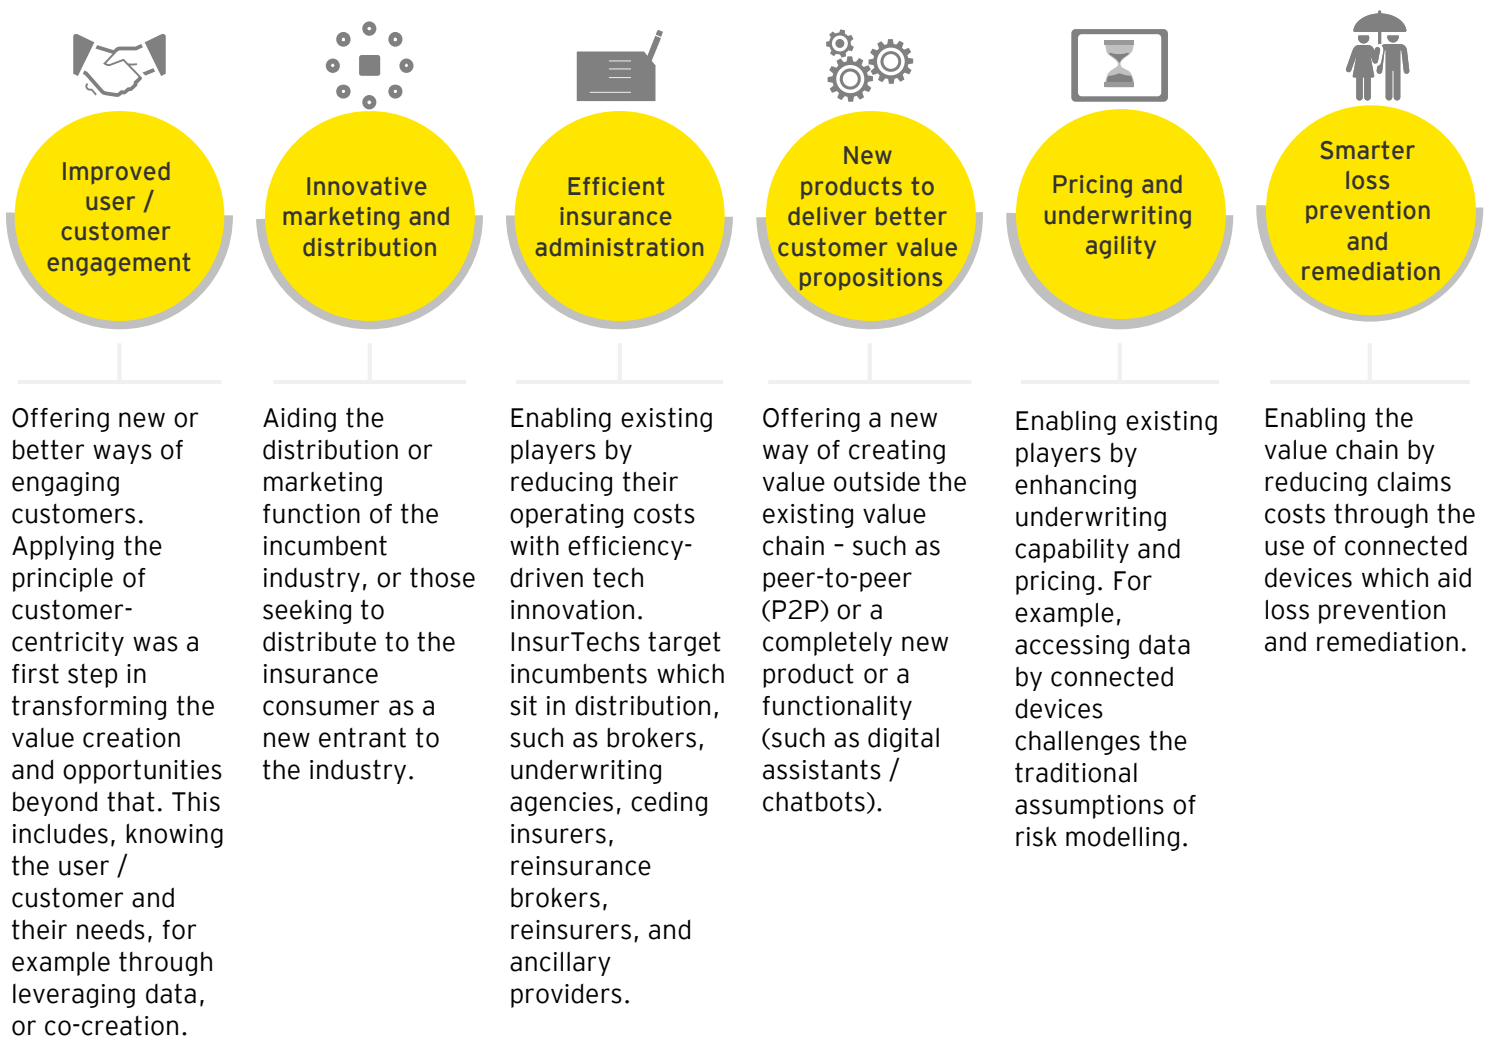 Improved
user /
customer
engagement
Innovative
marketing and
distribution
Efficient
insurance
administration
New
products to
deliver better
customer value
propositions
Pricing and
underwriting
agility
Smarter
loss
prevention
and
remediation
Offering new or
better ways of
engaging
customers.
Applying the
principle of
customer-
centricity was a
first step in
transforming the
value creation
and opportunities
beyond that. This
includes, knowing
the user /
customer and
their needs, for
example through
leveraging data,
or co-creation.
Aiding the
distribution or
marketing
function of the
incumbent
industry, or those
seeking to
distribute to the
insurance
consumer as a
new entrant to
the industry.
Enabling existing
players by
reducing their
operating costs
with efficiency-
driven tech
innovation.
InsurTechs target
incumbents which
sit in distribution,
such as brokers,
underwriting
agencies, ceding
insurers,
reinsurance
brokers,
reinsurers, and
ancillary
providers.
Offering a new
way of creating
value outside the
existing value
chain – such as
peer-to-peer
(P2P) or a
completely new
product or a
functionality
(such as digital
assistants /
chatbots).
Enabling existing
players by
enhancing
underwriting
capability and
pricing. For
example,
accessing data
by connected
devices
challenges the
traditional
assumptions of
risk modelling.
Enabling the
value chain by
reducing claims
costs through the
use of connected
devices which aid
loss prevention
and remediation.